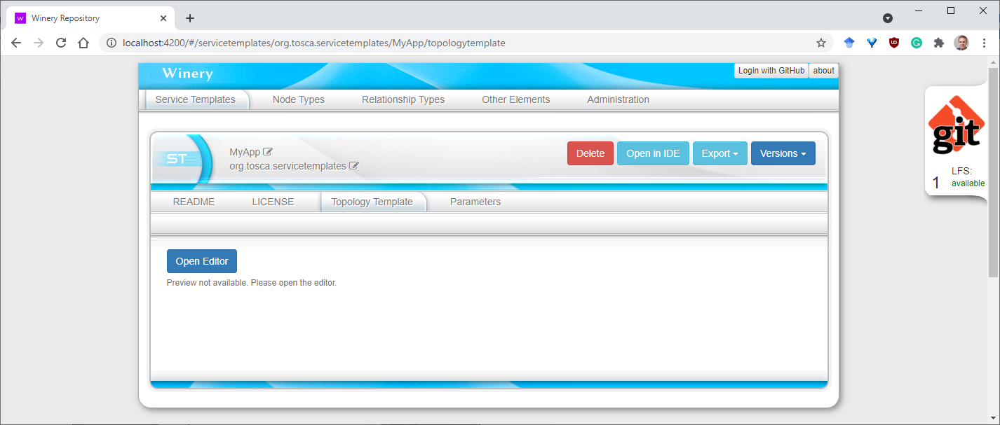 Winery Repository
localhost:4200/#/servicetemplates/org.tosca.servicetemplates/MyApp/topologytemplate
Winery
Login with GitHub about
Service Templates Node Types Relationship Types Other Elements Administration
git
LFS:
1 available
ST
MyApp
org.tosca.servicetemplates
Delete Open in IDE Export Versions
README LICENSE Topology Template Parameters
Open Editor
Preview not available. Please open the editor.